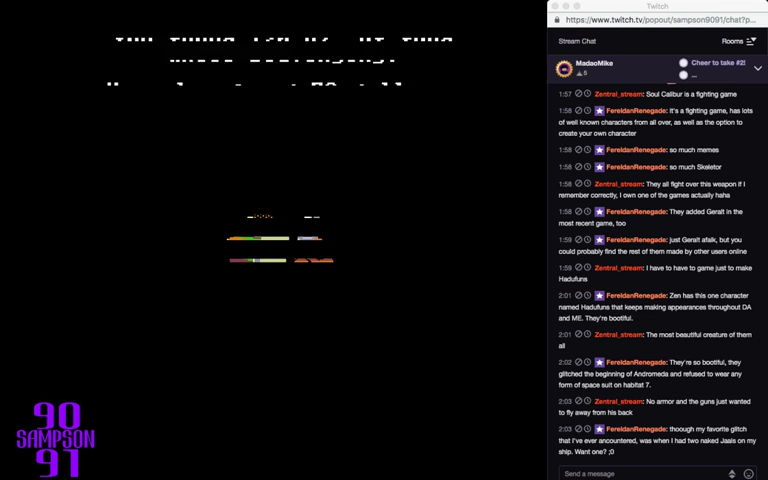 Twitch
https://www.twitch.tv/popout/sampson9091/chat?p...
Stream Chat
Rooms
MadaoMike
6
Cheer to take #2!
...
1:57 Zentral_stream: Soul Calibur is a fighting game
1:58 FereldanRenegade: It's a fighting game, has lots
of well known characters from all over, as well as the option to
create your own character
1:58 FereldanRenegade: so much memes
1:58 FereldanRenegade: so much Skeletor
1:58 Zentral_stream: They all fight over this weapon if I
remember correctly, I own one of the games actually haha
1:58 FereldanRenegade: They added Geralt in the
most recent game, too
1:59 FereldanRenegade: just Geralt afaik, but you
could probably find the rest of them made by other users online
1:59 Zentral_stream: I have to have to game just to make
Hadufuns
2:01 FereldanRenegade: Zen has this one character
named Hadufuns that keeps making appearances throughout DA
and ME. They're bootiful.
2:01 Zentral_stream: The most beautiful creature of them
all
2:02 FereldanRenegade: They're so bootiful, they
glitched the beginning of Andromeda and refused to wear any
form of space suit on habitat 7.
2:03 Zentral_stream: No armor and the guns just wanted
to fly away from his back
2:03 FereldanRenegade: though my favorite glitch
that I've ever encountered, was when I had two naked Jaals on my
ship. Want one? ;0
Send a message
90
SAMPSON
91